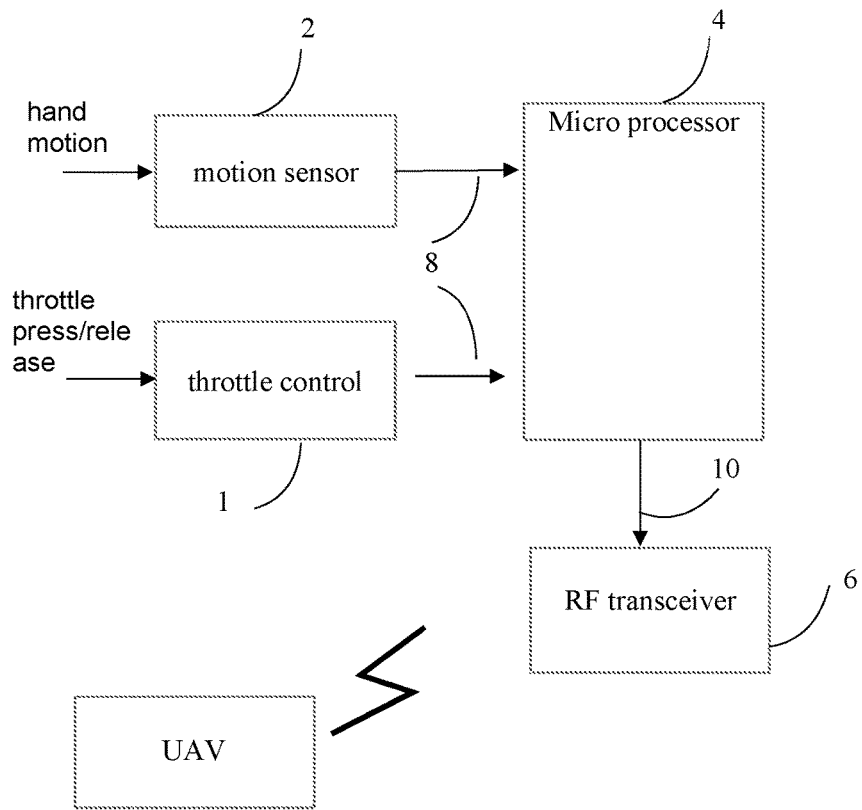 2
4
hand
motion
motion sensor
Micro processor
8
throttle
press/rele
ase
throttle control
1
10
RF transceiver
6
UAV